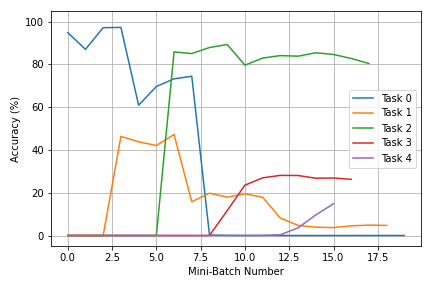 100
80
60
40
20
0
Accuracy (%)
0.0 2.5 5.0 7.5 10.0 12.5 15.0 17.5
Mini-Batch Number
Task 0
Task 1
Task 2
Task 3
Task 4